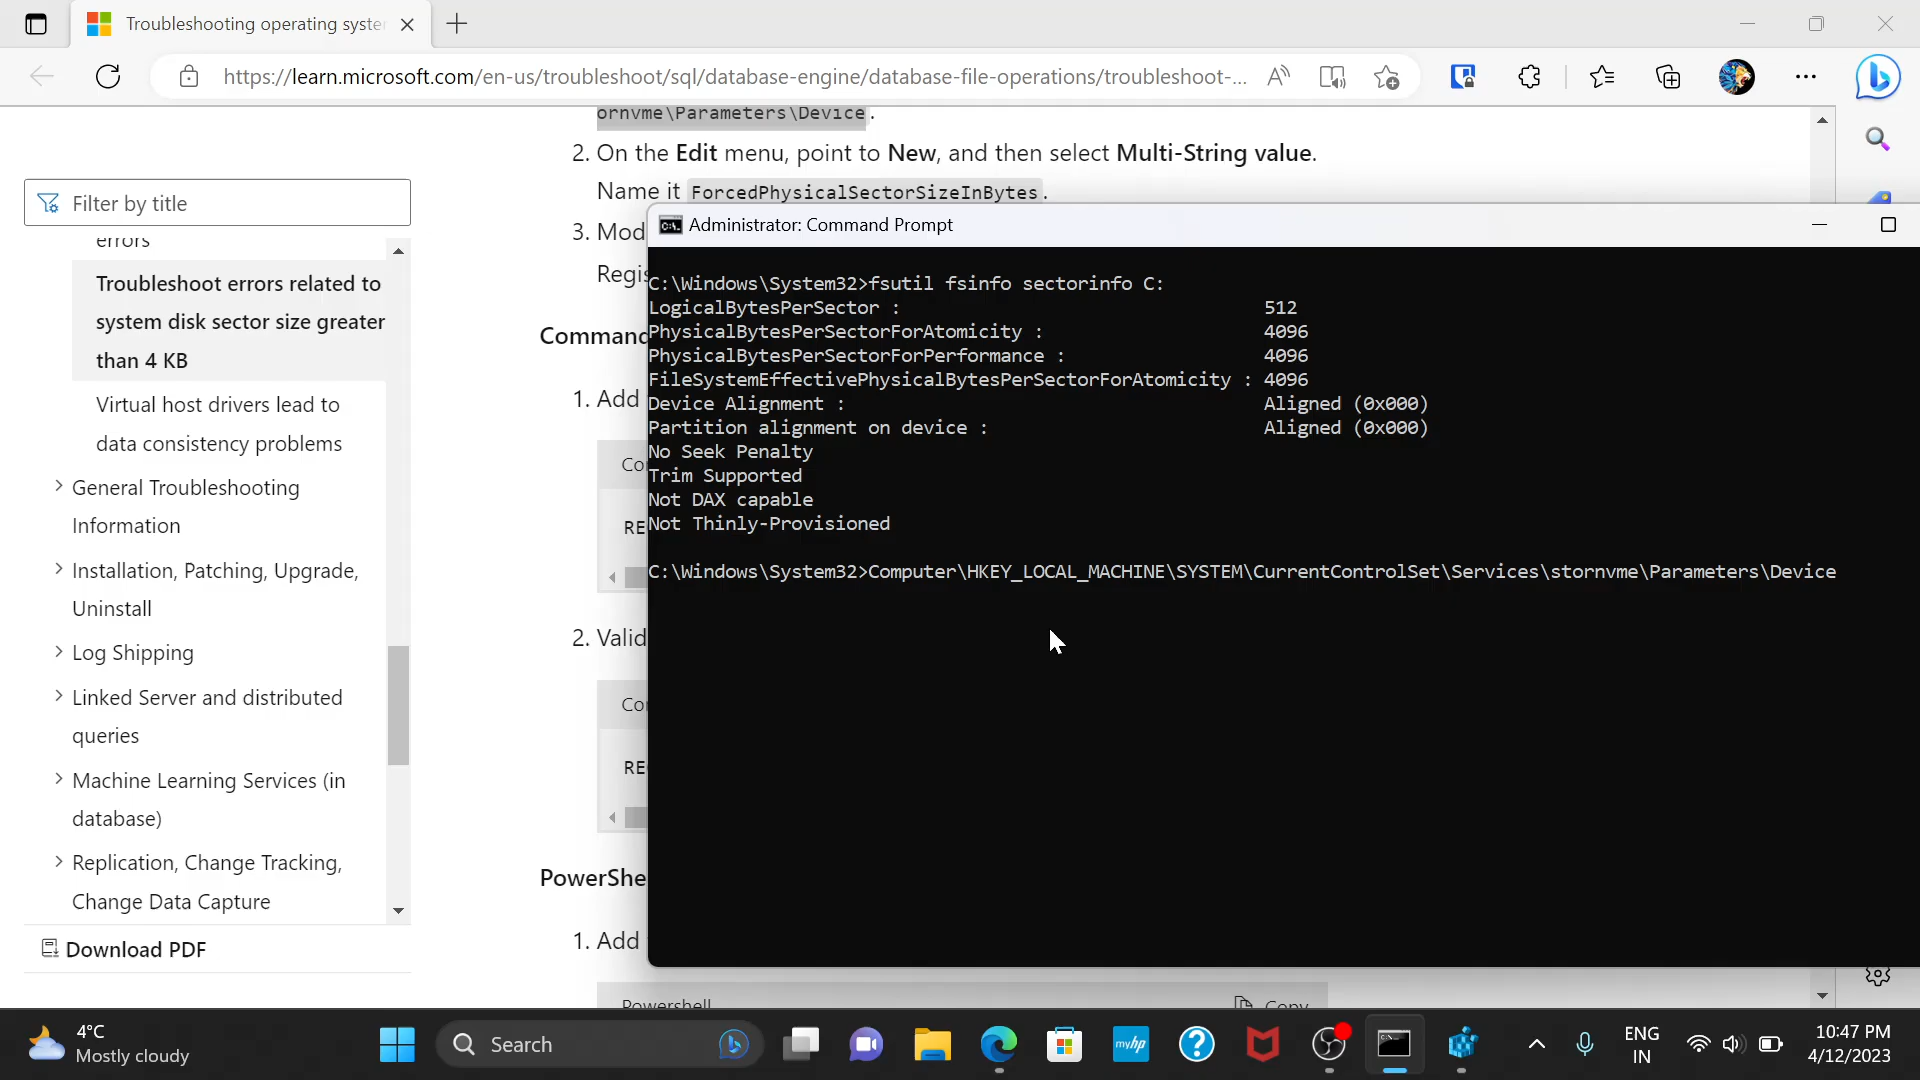 Troubleshooting operating syste
https://learn.microsoft.com/en-us/troubleshoot/sql/database-engine/database-file-operations/troubleshoot-...
ornvme\Parameters\Device.
2. On the Edit menu, point to New, and then select Multi-String value.
Name it ForcedPhysicalSectorSizeInBytes.
3. Mod
Regis
Command
1. Add
Co
RE
2. Valid
Co
RE
PowerShe
1. Add
Powershell
Copy
Filter by title
errors
Troubleshoot errors related to
system disk sector size greater
than 4 KB
Virtual host drivers lead to
data consistency problems
> General Troubleshooting
Information
> Installation, Patching, Upgrade,
Uninstall
> Log Shipping
> Linked Server and distributed
queries
> Machine Learning Services (in
database)
> Replication, Change Tracking,
Change Data Capture
Download PDF
Administrator: Command Prompt
C:\Windows\System32>fsutil fsinfo sectorinfo C:
LogicalBytesPerSector : 512
PhysicalBytesPerSectorForAtomicity : 4096
PhysicalBytesPerSectorForPerformance : 4096
FileSystemEffectivePhysicalBytesPerSectorForAtomicity : 4096
Device Alignment : Aligned (0x000)
Partition alignment on device : Aligned (0x000)
No Seek Penalty
Trim Supported
Not DAX capable
Not Thinly-Provisioned
C:\Windows\System32>Computer\HKEY_LOCAL_MACHINE\SYSTEM\CurrentControlSet\Services\stornvme\Parameters\Device
4°C
Mostly cloudy
Search
myhp
ENG
IN
10:47 PM
4/12/2023